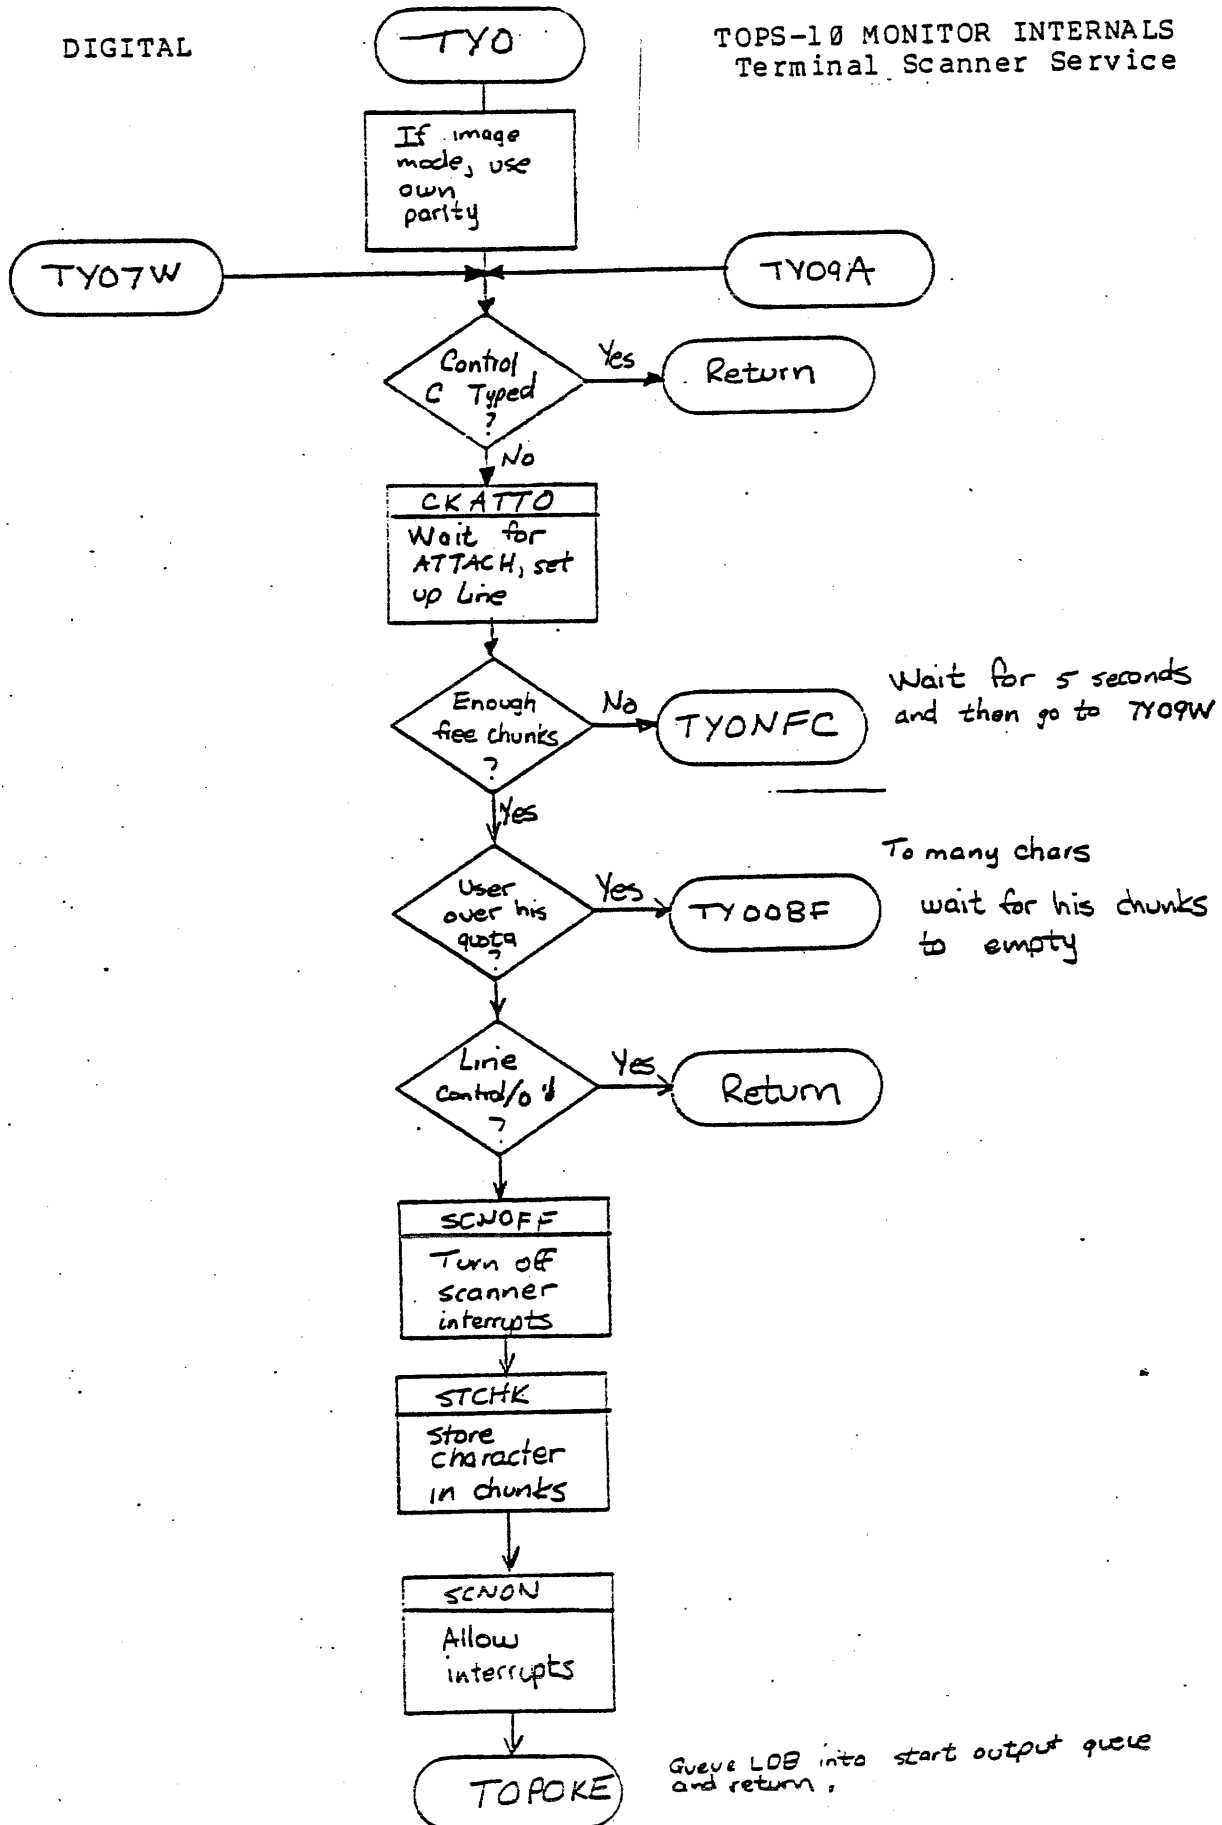 DIGITAL
TOPS-10 MONITOR INTERNALS
Terminal Scanner Service
TYO
If image
mode, use
own
parity
TYO7W
TYO9A
Control
C Typed
?
Yes
Return
No
CKATTO
Wait for
ATTACH, set
up Line
Enough
free chunks
?
No
TYONFC
Wait for 5 seconds
and then go to TYO9W
Yes
User
over his
quota
?
Yes
TYOOBF
To many chars
wait for his chunks
to empty
Line
Control/O'd
?
Yes
Return
SCNOFF
Turn off
scanner
interrupts
STCHK
Store
character
in chunks
SCNON
Allow
interrupts
TOPOKE
Queue LDB into start output queue
and return.